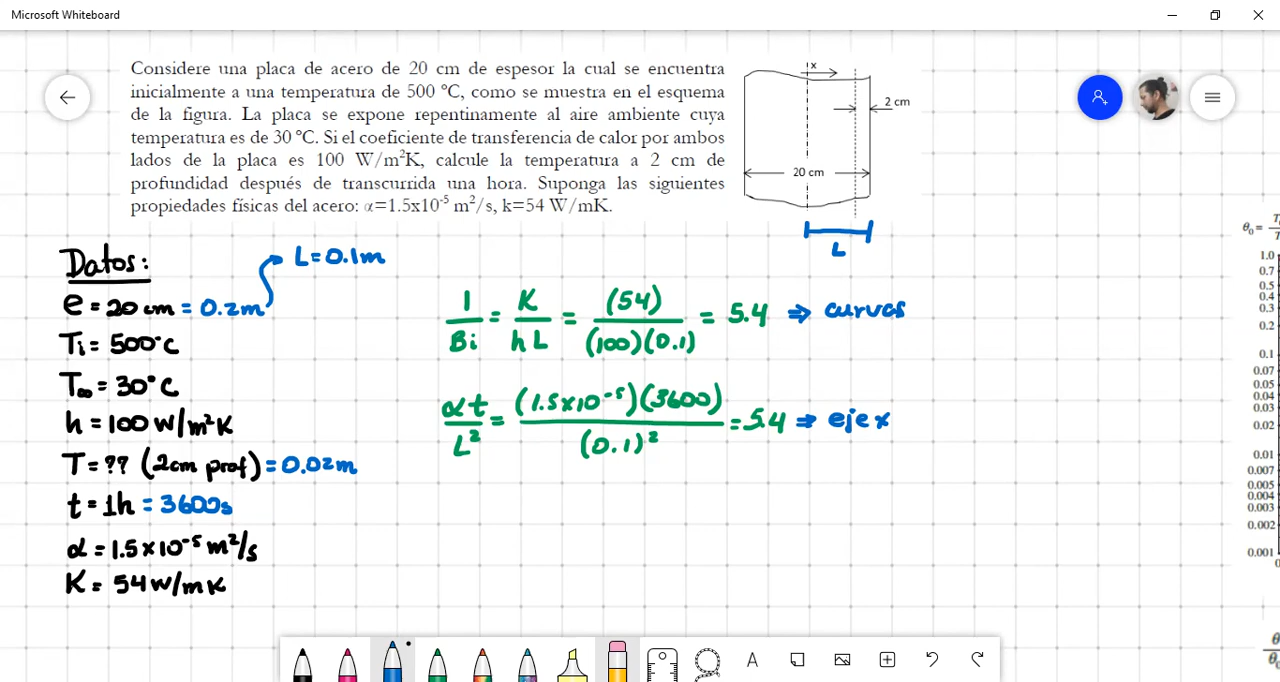 Microsoft Whiteboard
Considere una placa de acero de 20 cm de espesor la cual se encuentra
inicialmente a una temperatura de 500 °C, como se muestra en el esquema
de la figura. La placa se expone repentinamente al aire ambiente cuya
temperatura es de 30 °C. Si el coeficiente de transferencia de calor por ambos
lados de la placa es 100 W/m²K, calcule la temperatura a 2 cm de
profundidad después de transcurrida una hora. Suponga las siguientes
propiedades físicas del acero: α=1.5x10⁻⁵ m²/s, k=54 W/mK.
x
2 cm
20 cm
L
Datos:
L=0.1m
e = 20 cm = 0.2m
Ti = 500°C
T∞ = 30°C
h = 100 W/m²K
T = ?? (2cm prof) = 0.02m
t = 1h = 3600s
α = 1.5x10⁻⁵ m²/s
K = 54 W/mK
1/Bi = K/hL = (54)/(100)(0.1) = 5.4 ⇒ curvas
αt/L² = (1.5x10⁻⁵)(3600)/(0.1)² = 5.4 ⇒ eje x
θ₀ = T
1.0
0.7
0.5
0.4
0.3
0.2
0.1
0.07
0.05
0.04
0.03
0.02
0.01
0.007
0.005
0.004
0.003
0.002
0.001
0
θ
θ₀
A